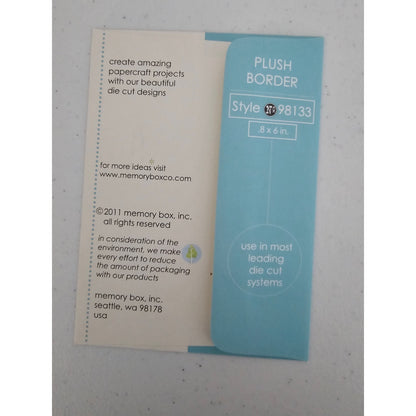 create amazing
papercraft projects
with our beautiful
die cut designs
for more ideas visit
www.memoryboxco.com
©2011 memory box, inc.
all rights reserved
in consideration of the
environment, we make
every effort to reduce
the amount of packaging
with our products
memory box, inc.
seattle, wa 98178
usa
PLUSH
BORDER
Style 98133
.8 x 6 in.
use in most
leading
die cut
systems